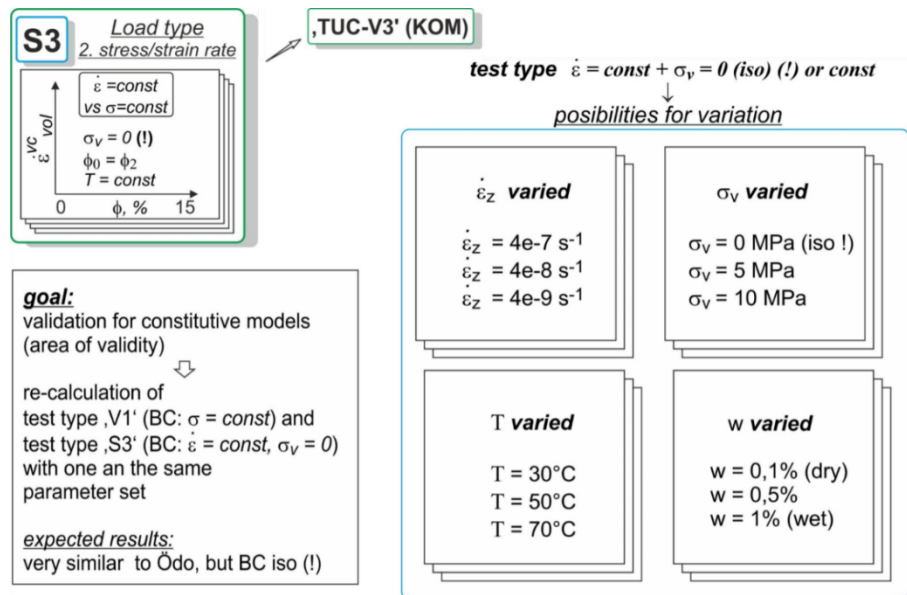 S3
Load type
2. stress/strain rate
ε̇ =const
vs σ=const
ε̇ vc vol
σv = 0 (!)
ϕ0 = ϕ2
T = const
0 ϕ, % 15
‚TUC-V3' (KOM)
goal:
validation for constitutive models
(area of validity)
re-calculation of
test type ‚V1‘ (BC: σ = const) and
test type ‚S3‘ (BC: ε̇ = const, σv = 0)
with one an the same
parameter set
expected results:
very similar to Ödo, but BC iso (!)
test type ε̇ = const + σv = 0 (iso) (!) or const
posibilities for variation
ε̇z varied
ε̇z = 4e-7 s-1
ε̇z = 4e-8 s-1
ε̇z = 4e-9 s-1
σv varied
σv = 0 MPa (iso !)
σv = 5 MPa
σv = 10 MPa
T varied
T = 30°C
T = 50°C
T = 70°C
w varied
w = 0,1% (dry)
w = 0,5%
w = 1% (wet)